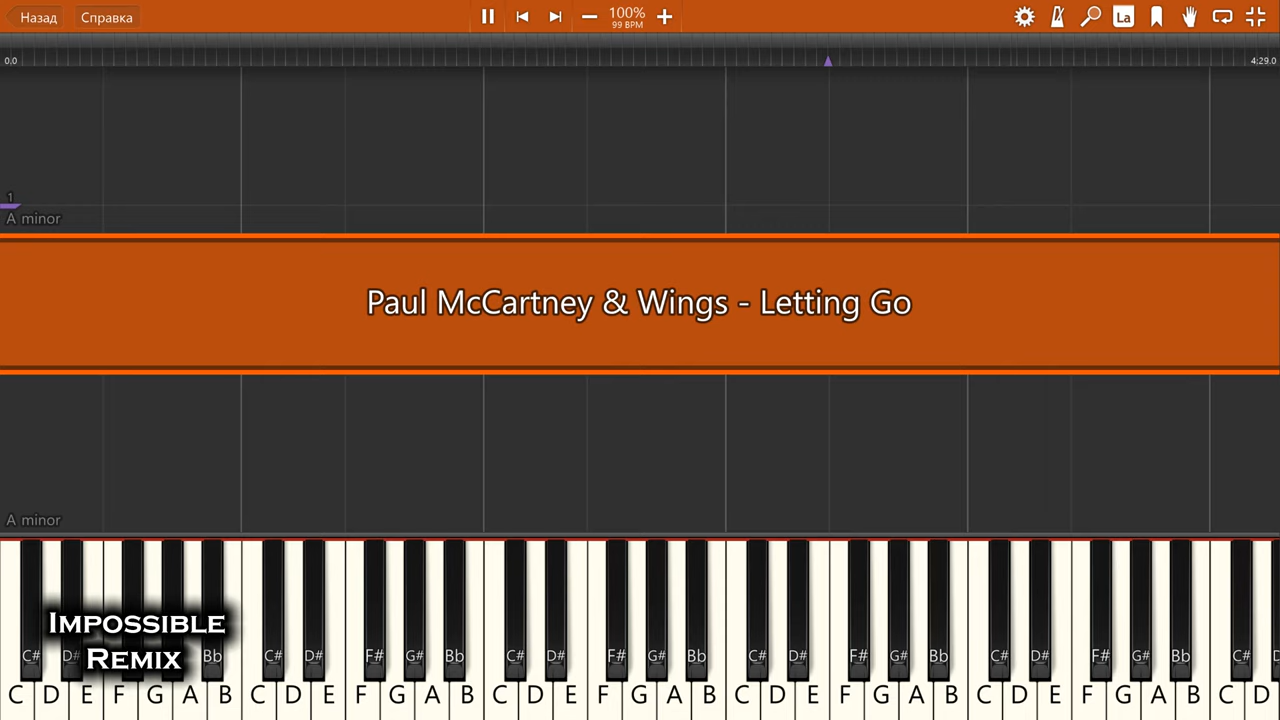 Назад
Справка
100%
99 BPM
La
0,0
4:29.0
1
A minor
Paul McCartney & Wings - Letting Go
A minor
IMPOSSIBLE
REMIX
C# D# Bb C# D# F# G# Bb C# D# F# G# Bb C# D# F# G# Bb C# D# F# G# Bb C# D
C D E F G A B C D E F G A B C D E F G A B C D E F G A B C D E F G A B C D